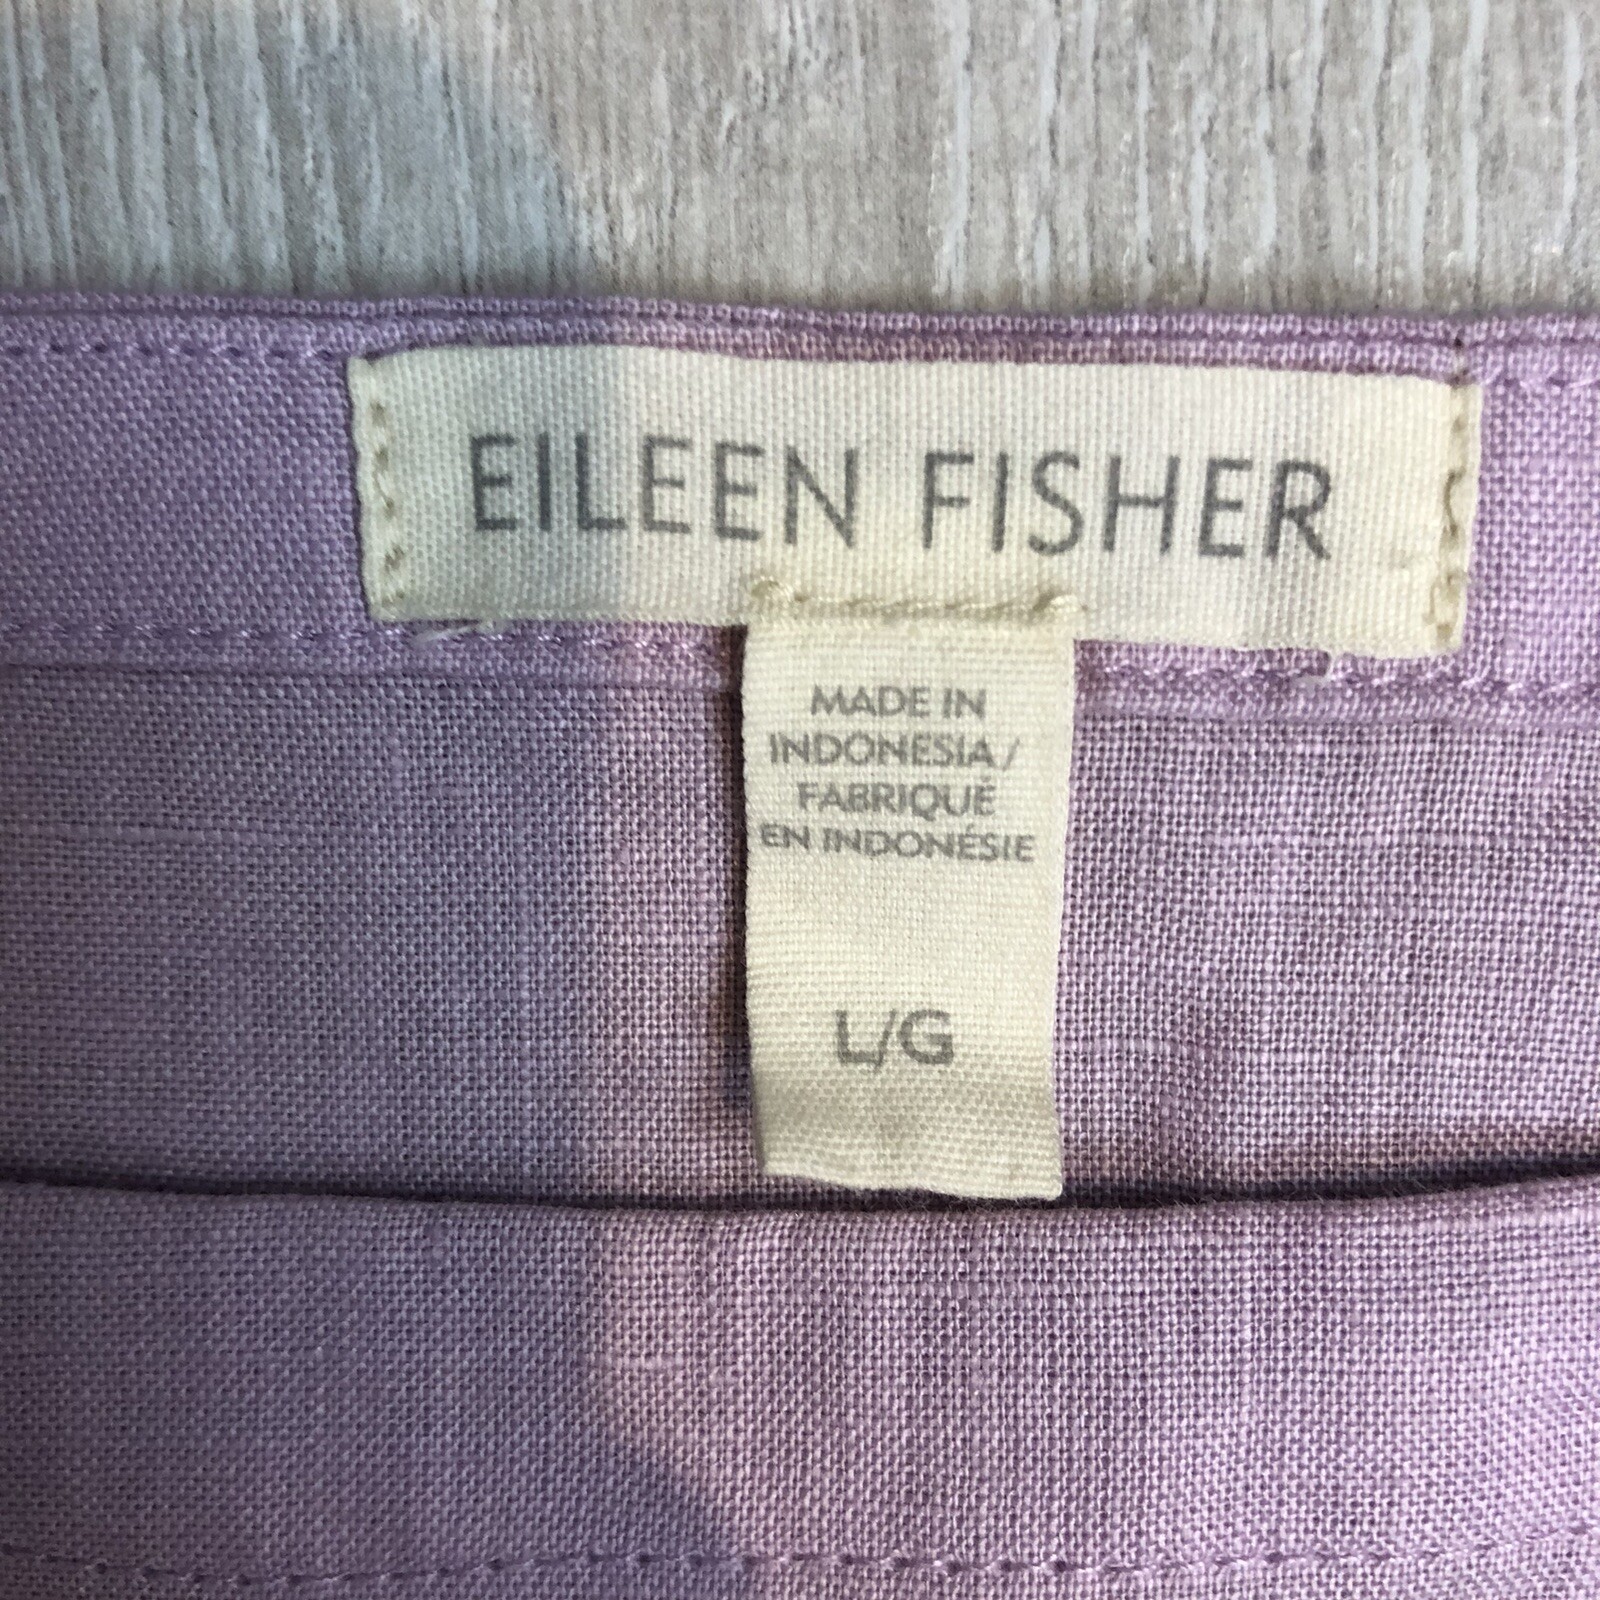 EILEEN FISHER
MADE IN
INDONESIA/
FABRIQUÉ
EN INDONÉSIE
L/G